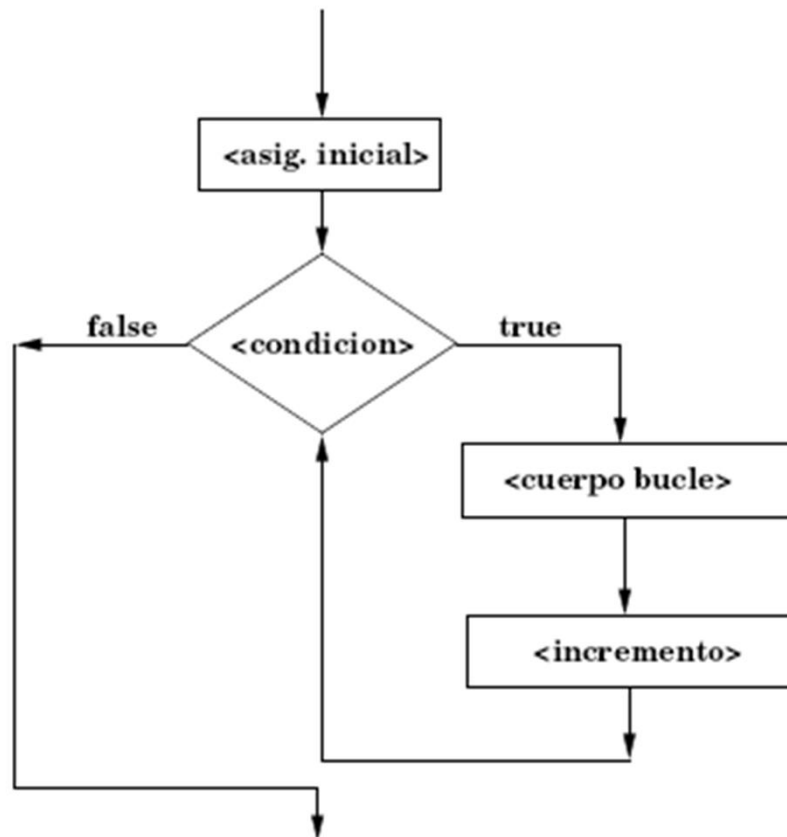 <asig. inicial>
false
<condicion>
true
<cuerpo bucle>
<incremento>